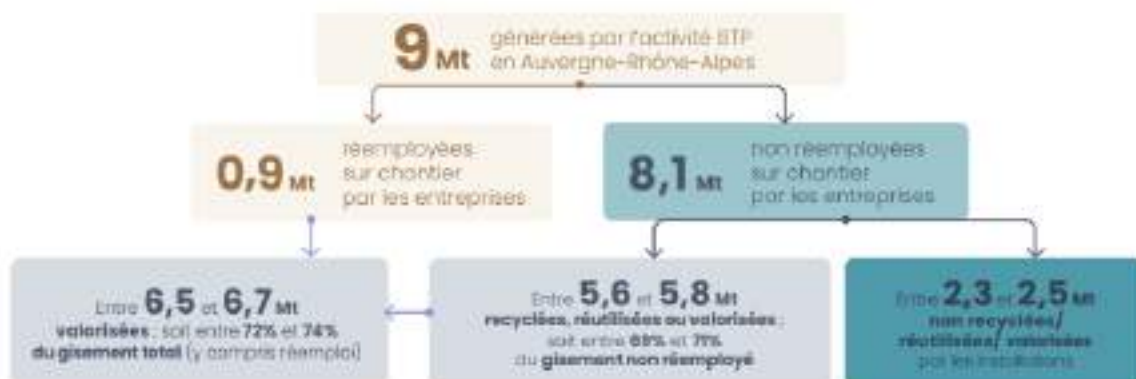 9 Mt générées par l'activité BTP
en Auvergne-Rhône-Alpes
0,9 Mt réemployées
sur chantier
par les entreprises
8,1 Mt non réemployées
sur chantier
par les entreprises
Entre 6,5 et 6,7 Mt
valorisées ; soit entre 72% et 74%
du gisement total (y compris réemploi)
Entre 5,6 et 5,8 Mt
recyclées, réutilisées ou valorisées ;
soit entre 69% et 71%
du gisement non réemployé
Entre 2,3 et 2,5 Mt
non recyclées/
réutilisées/ valorisées
par les installations